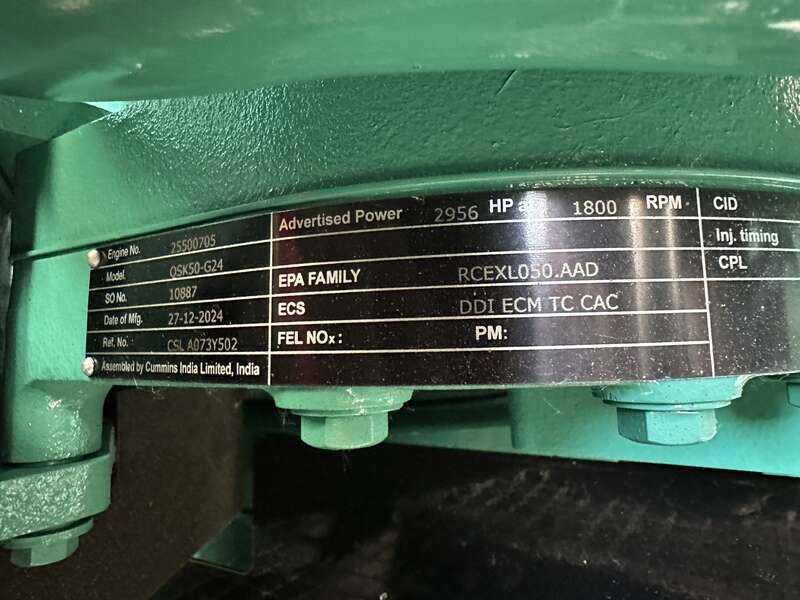 Engine No. 25500705
Model. QSK50-G24
SO No. 10887
Date of Mfg. 27-12-2024
Ref. No. : CSL A073Y502
Assembled by Cummins India Limited, India
Advertised Power 2956 HP at 1800 RPM
EPA FAMILY RCEXL050.AAD
ECS DDI ECM TC CAC
FEL NOx : PM:
CID
Inj. timing
CPL